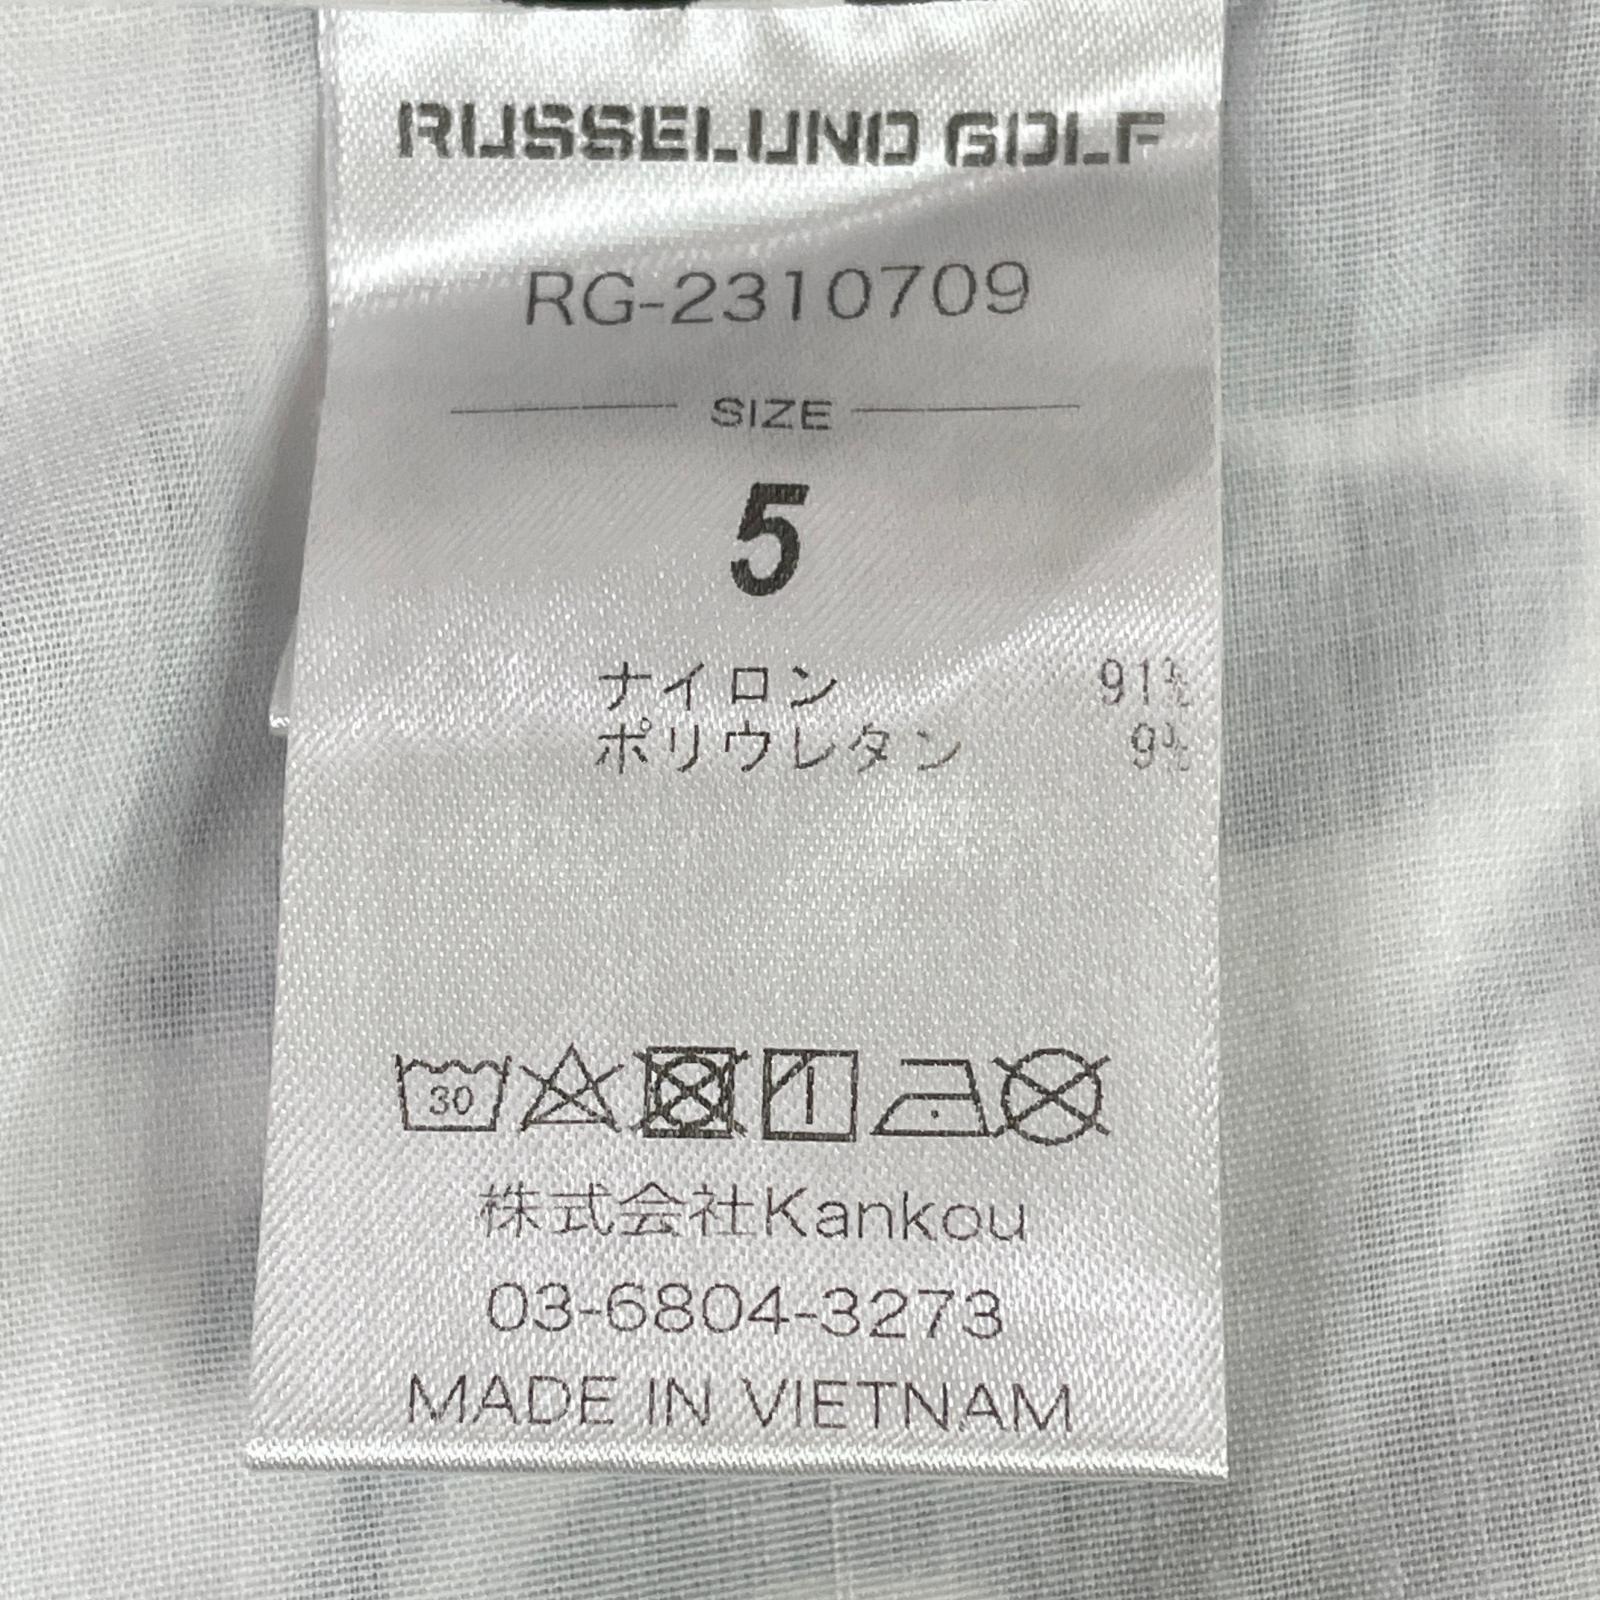 RUSSELUNO GOLF
RG-2310709
SIZE
5
ナイロン 91%
ポリウレタン 9%
30
株式会社Kankou
03-6804-3273
MADE IN VIETNAM